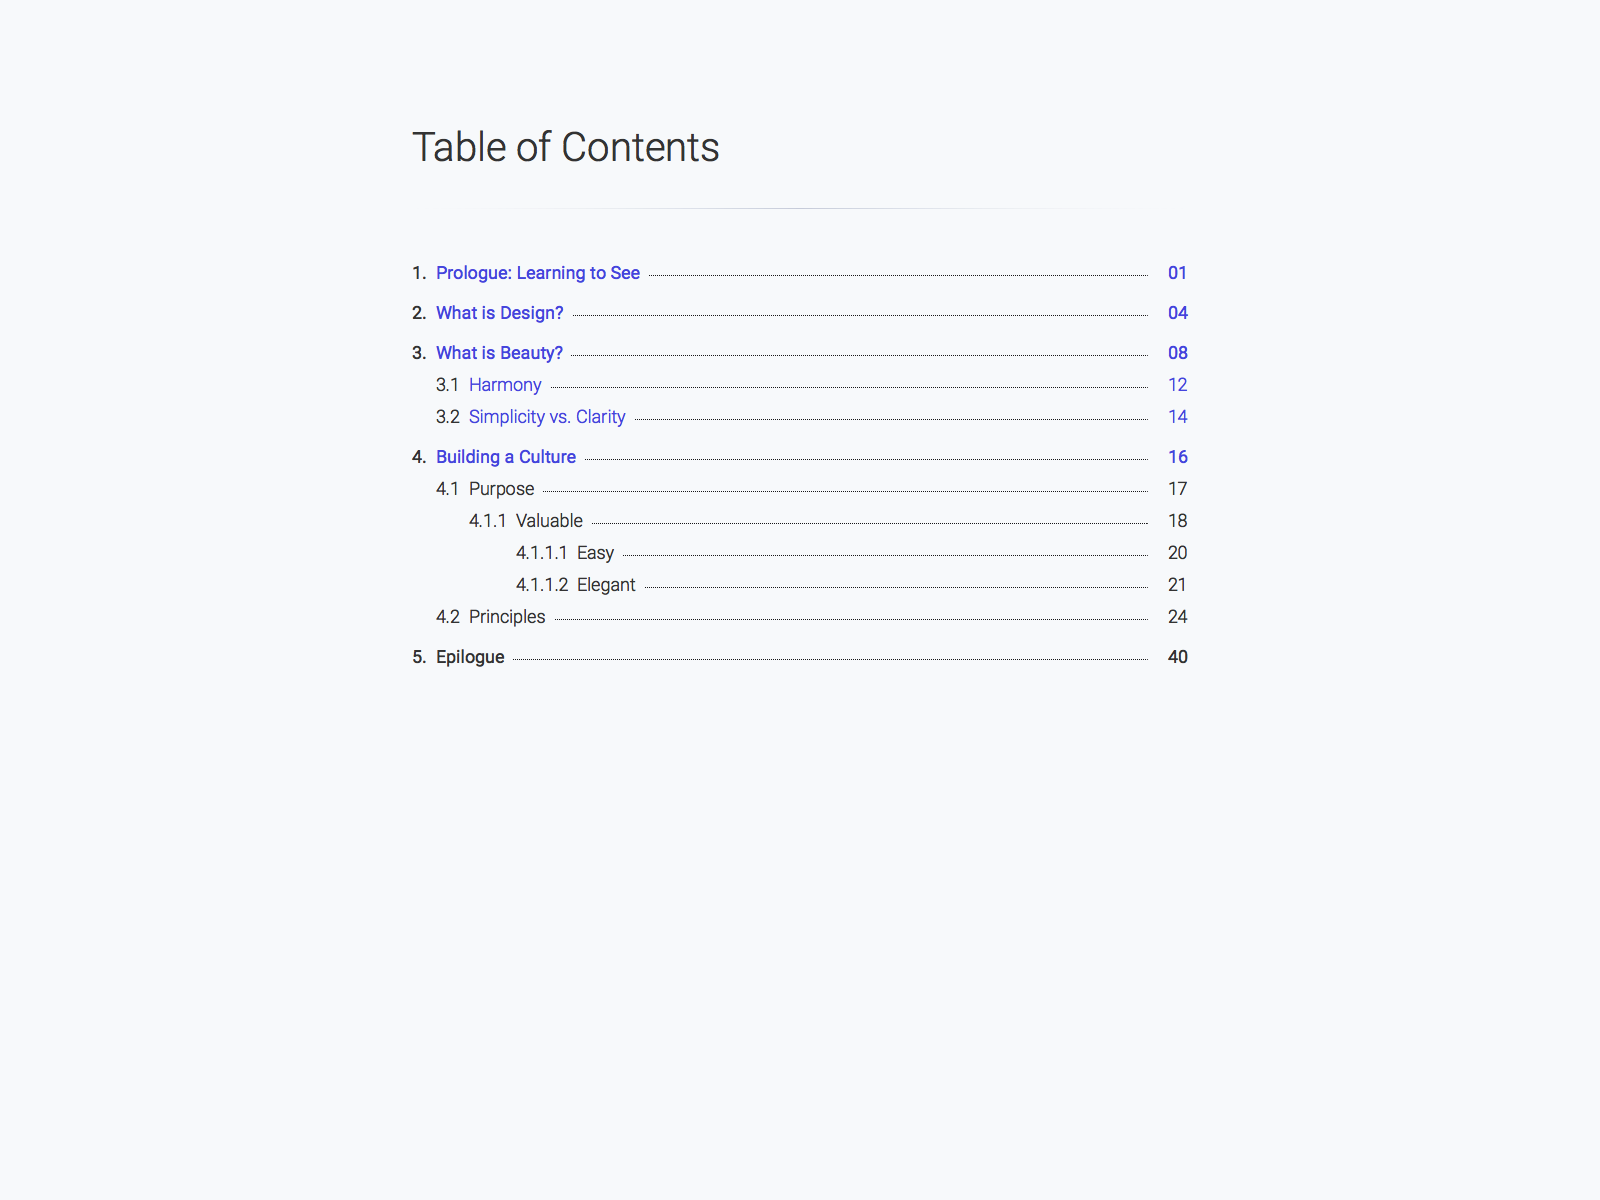 Table of Contents
1. Prologue: Learning to See 01
2. What is Design? 04
3. What is Beauty? 08
3.1 Harmony 12
3.2 Simplicity vs. Clarity 14
4. Building a Culture 16
4.1 Purpose 17
4.1.1 Valuable 18
4.1.1.1 Easy 20
4.1.1.2 Elegant 21
4.2 Principles 24
5. Epilogue 40